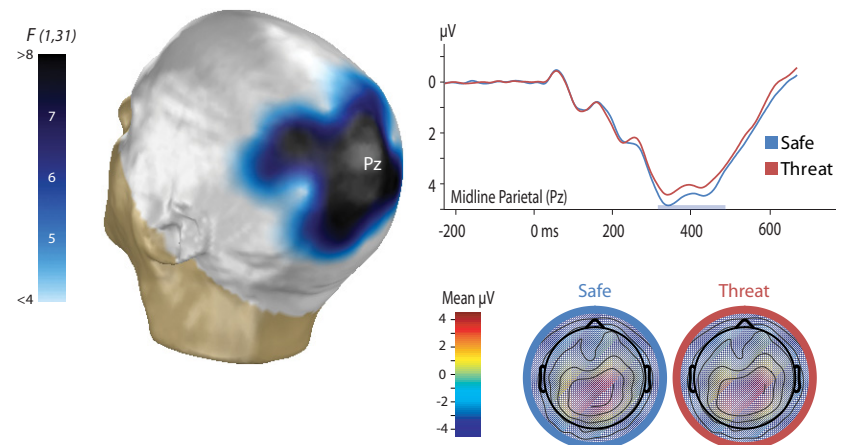 F (1,31)
>8
7
6
5
<4
Pz
µV
0
2
4
Safe
Threat
Midline Parietal (Pz)
-200
0 ms
200
400
600
Mean µV
4
2
0
-2
-4
Safe
Threat